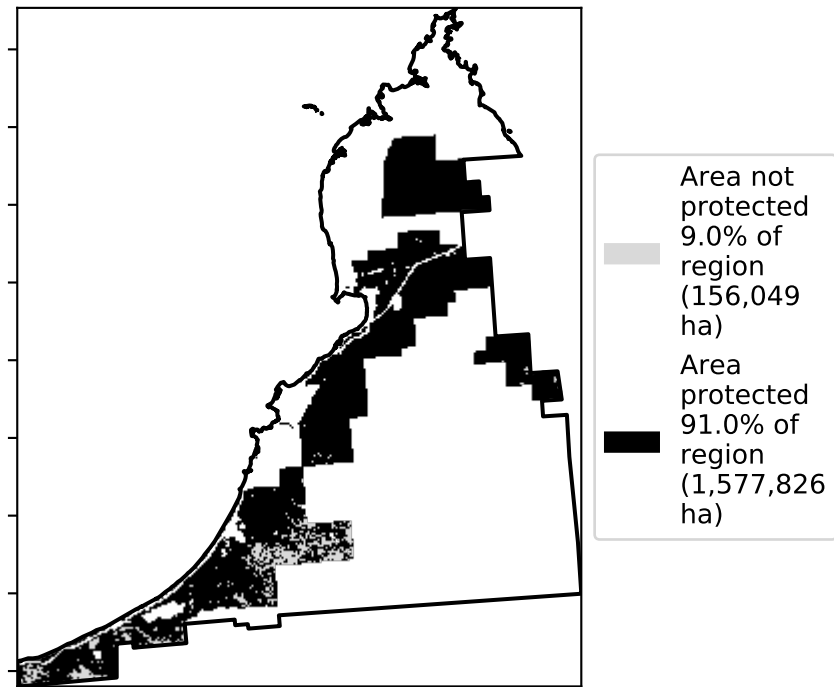 Area not
protected
9.0% of
region
(156,049
ha)
Area
protected
91.0% of
region
(1,577,826
ha)